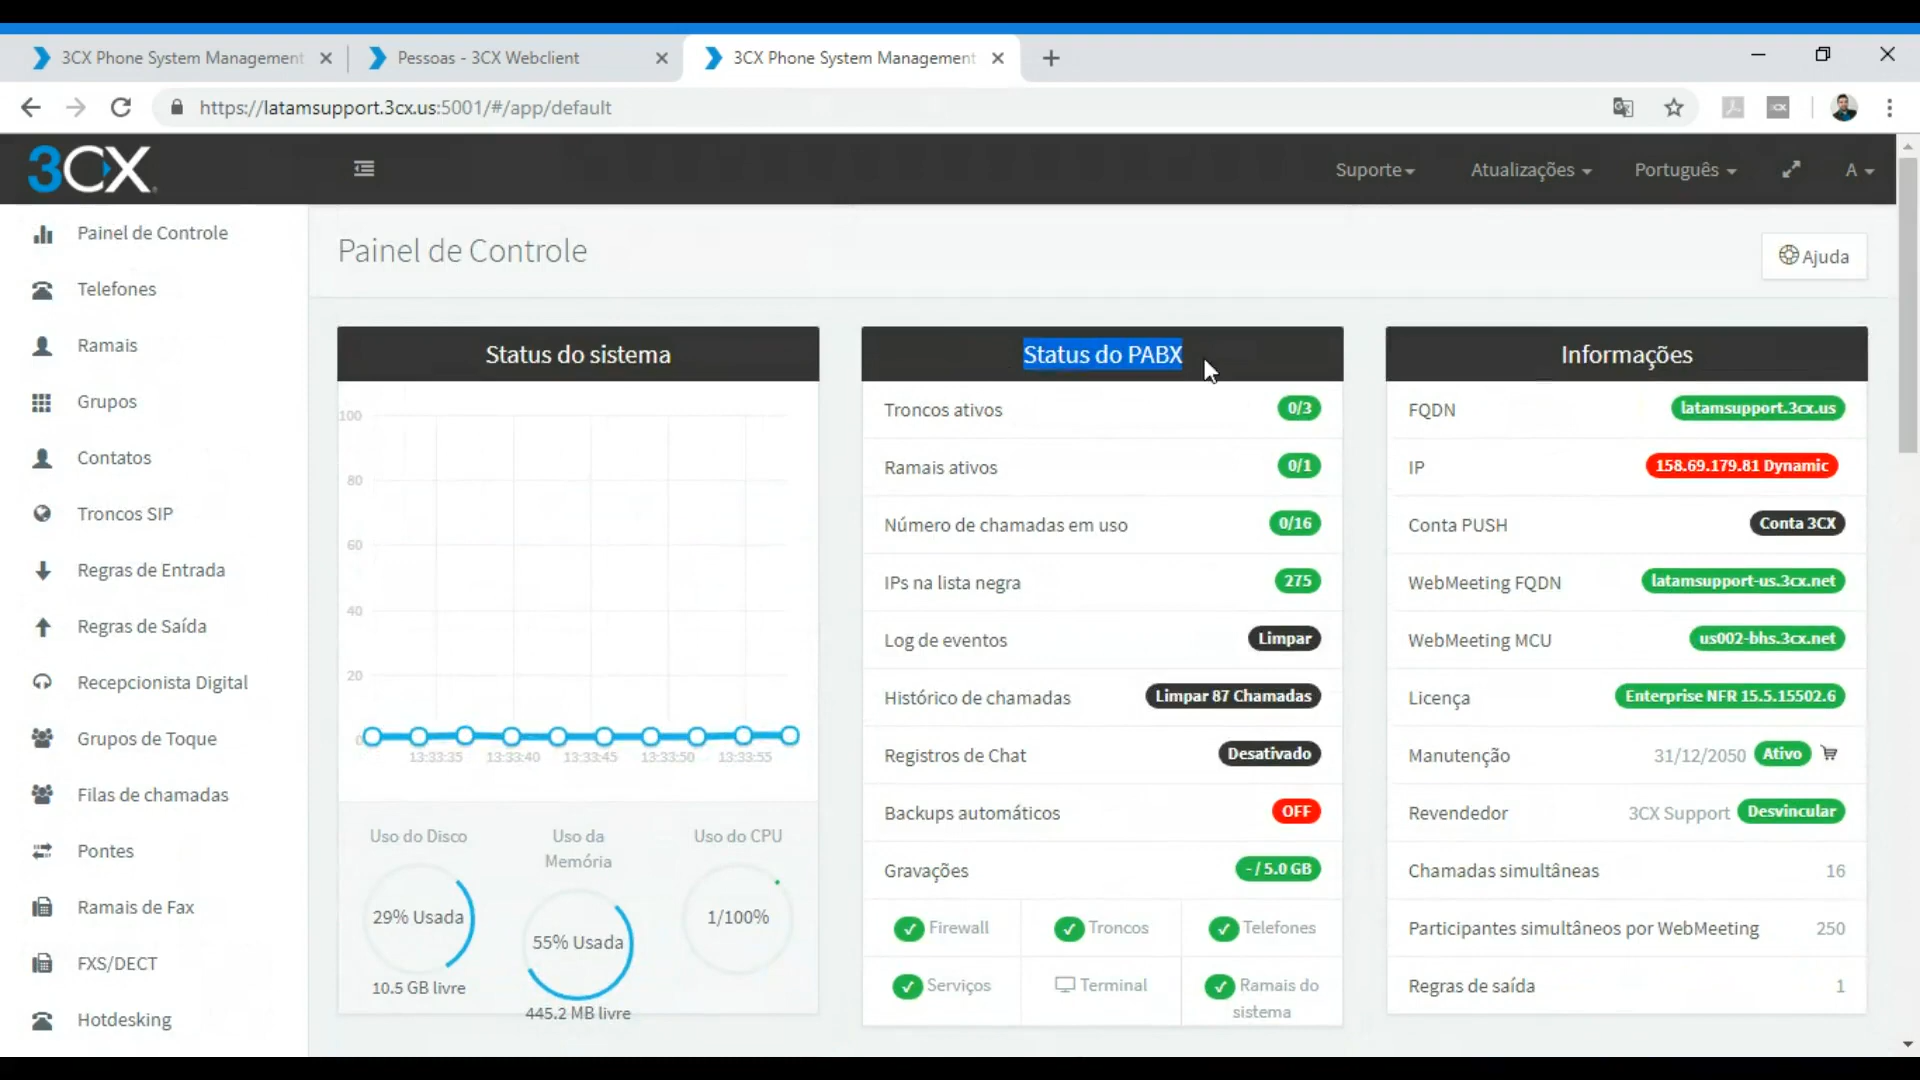 3CX Phone System Management
Pessoas - 3CX Webclient
3CX Phone System Management
https://latamsupport.3cx.us:5001/#/app/default
3CX
Suporte
Atualizações
Português
A
Painel de Controle
Telefones
Ramais
Grupos
Contatos
Troncos SIP
Regras de Entrada
Regras de Saída
Recepcionista Digital
Grupos de Toque
Filas de chamadas
Pontes
Ramais de Fax
FXS/DECT
Hotdesking
Painel de Controle
Ajuda
Status do sistema
100
80
60
40
20
0
13:33:35 13:33:40 13:33:45 13:33:50 13:33:55
Uso do Disco
29% Usada
10.5 GB livre
Uso da
Memória
55% Usada
445.2 MB livre
Uso do CPU
1/100%
Status do PABX
Troncos ativos 0/3
Ramais ativos 0/1
Número de chamadas em uso 0/16
IPs na lista negra 275
Log de eventos Limpar
Histórico de chamadas Limpar 87 Chamadas
Registros de Chat Desativado
Backups automáticos OFF
Gravações - / 5.0 GB
Firewall Troncos Telefones
Serviços Terminal Ramais do
sistema
Informações
FQDN latamsupport.3cx.us
IP 158.69.179.81 Dynamic
Conta PUSH Conta 3CX
WebMeeting FQDN latamsupport-us.3cx.net
WebMeeting MCU us002-bhs.3cx.net
Licença Enterprise NFR 15.5.15502.6
Manutenção 31/12/2050 Ativo
Revendedor 3CX Support Desvincular
Chamadas simultâneas 16
Participantes simultâneos por WebMeeting 250
Regras de saída 1